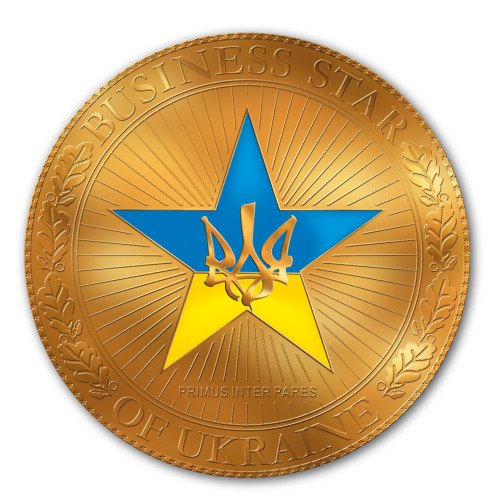 BUSINESS STAR
PRIMUS INTER PARES
OF UKRAINE